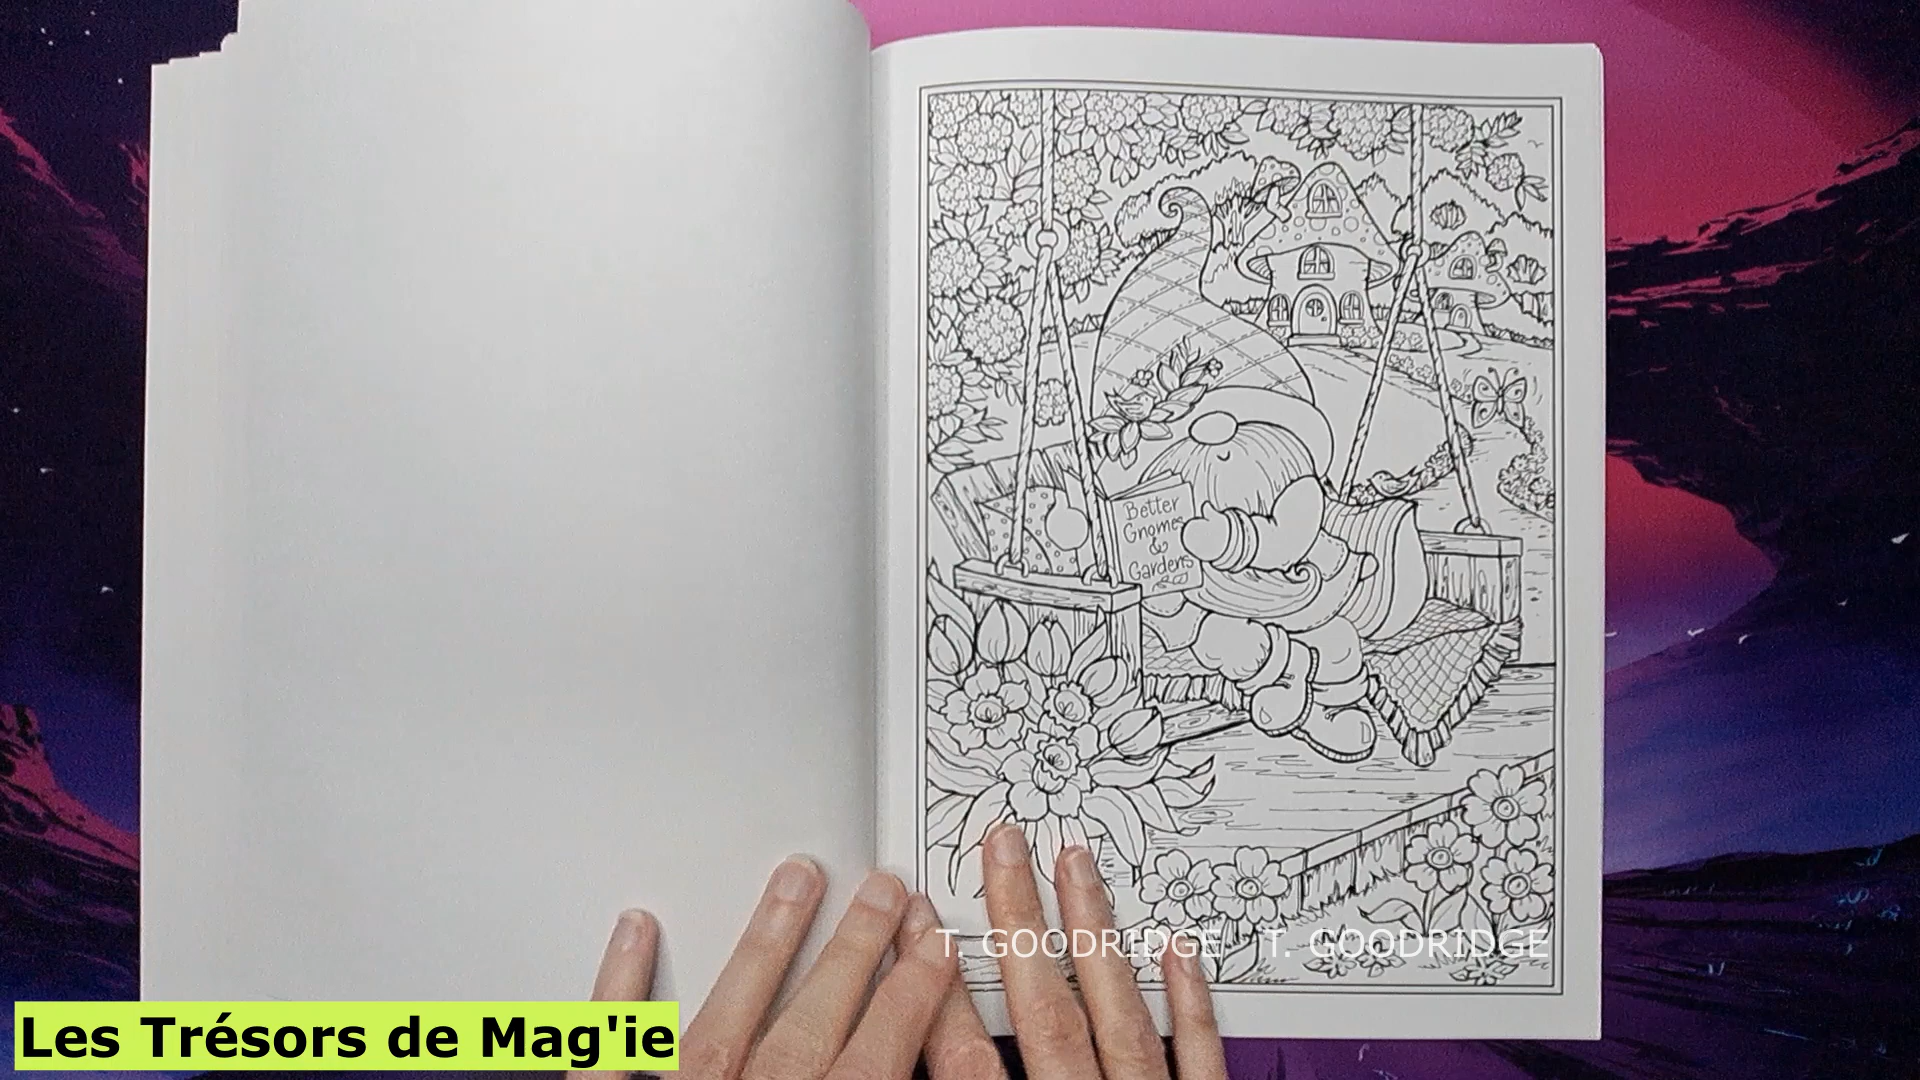 Better
Gnomes
&
Gardens
T. GOODRIDGE T. GOODRIDGE
Les Trésors de Mag'ie